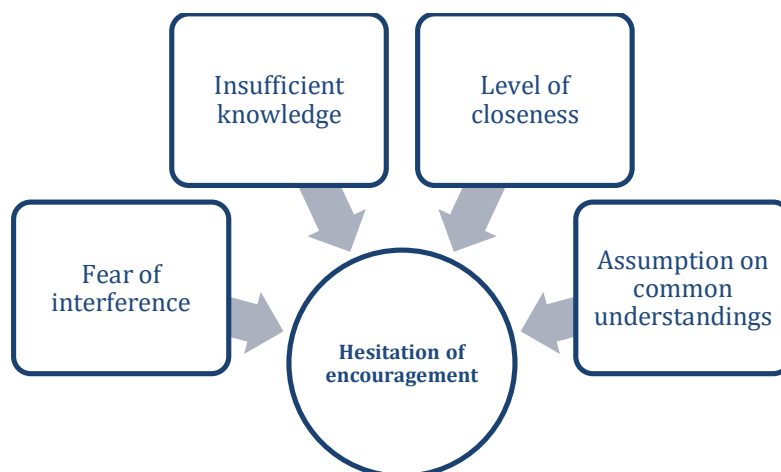 Insufficient
knowledge
Level of
closeness
Fear of
interference
Assumption on
common
understandings
Hesitation of
encouragement